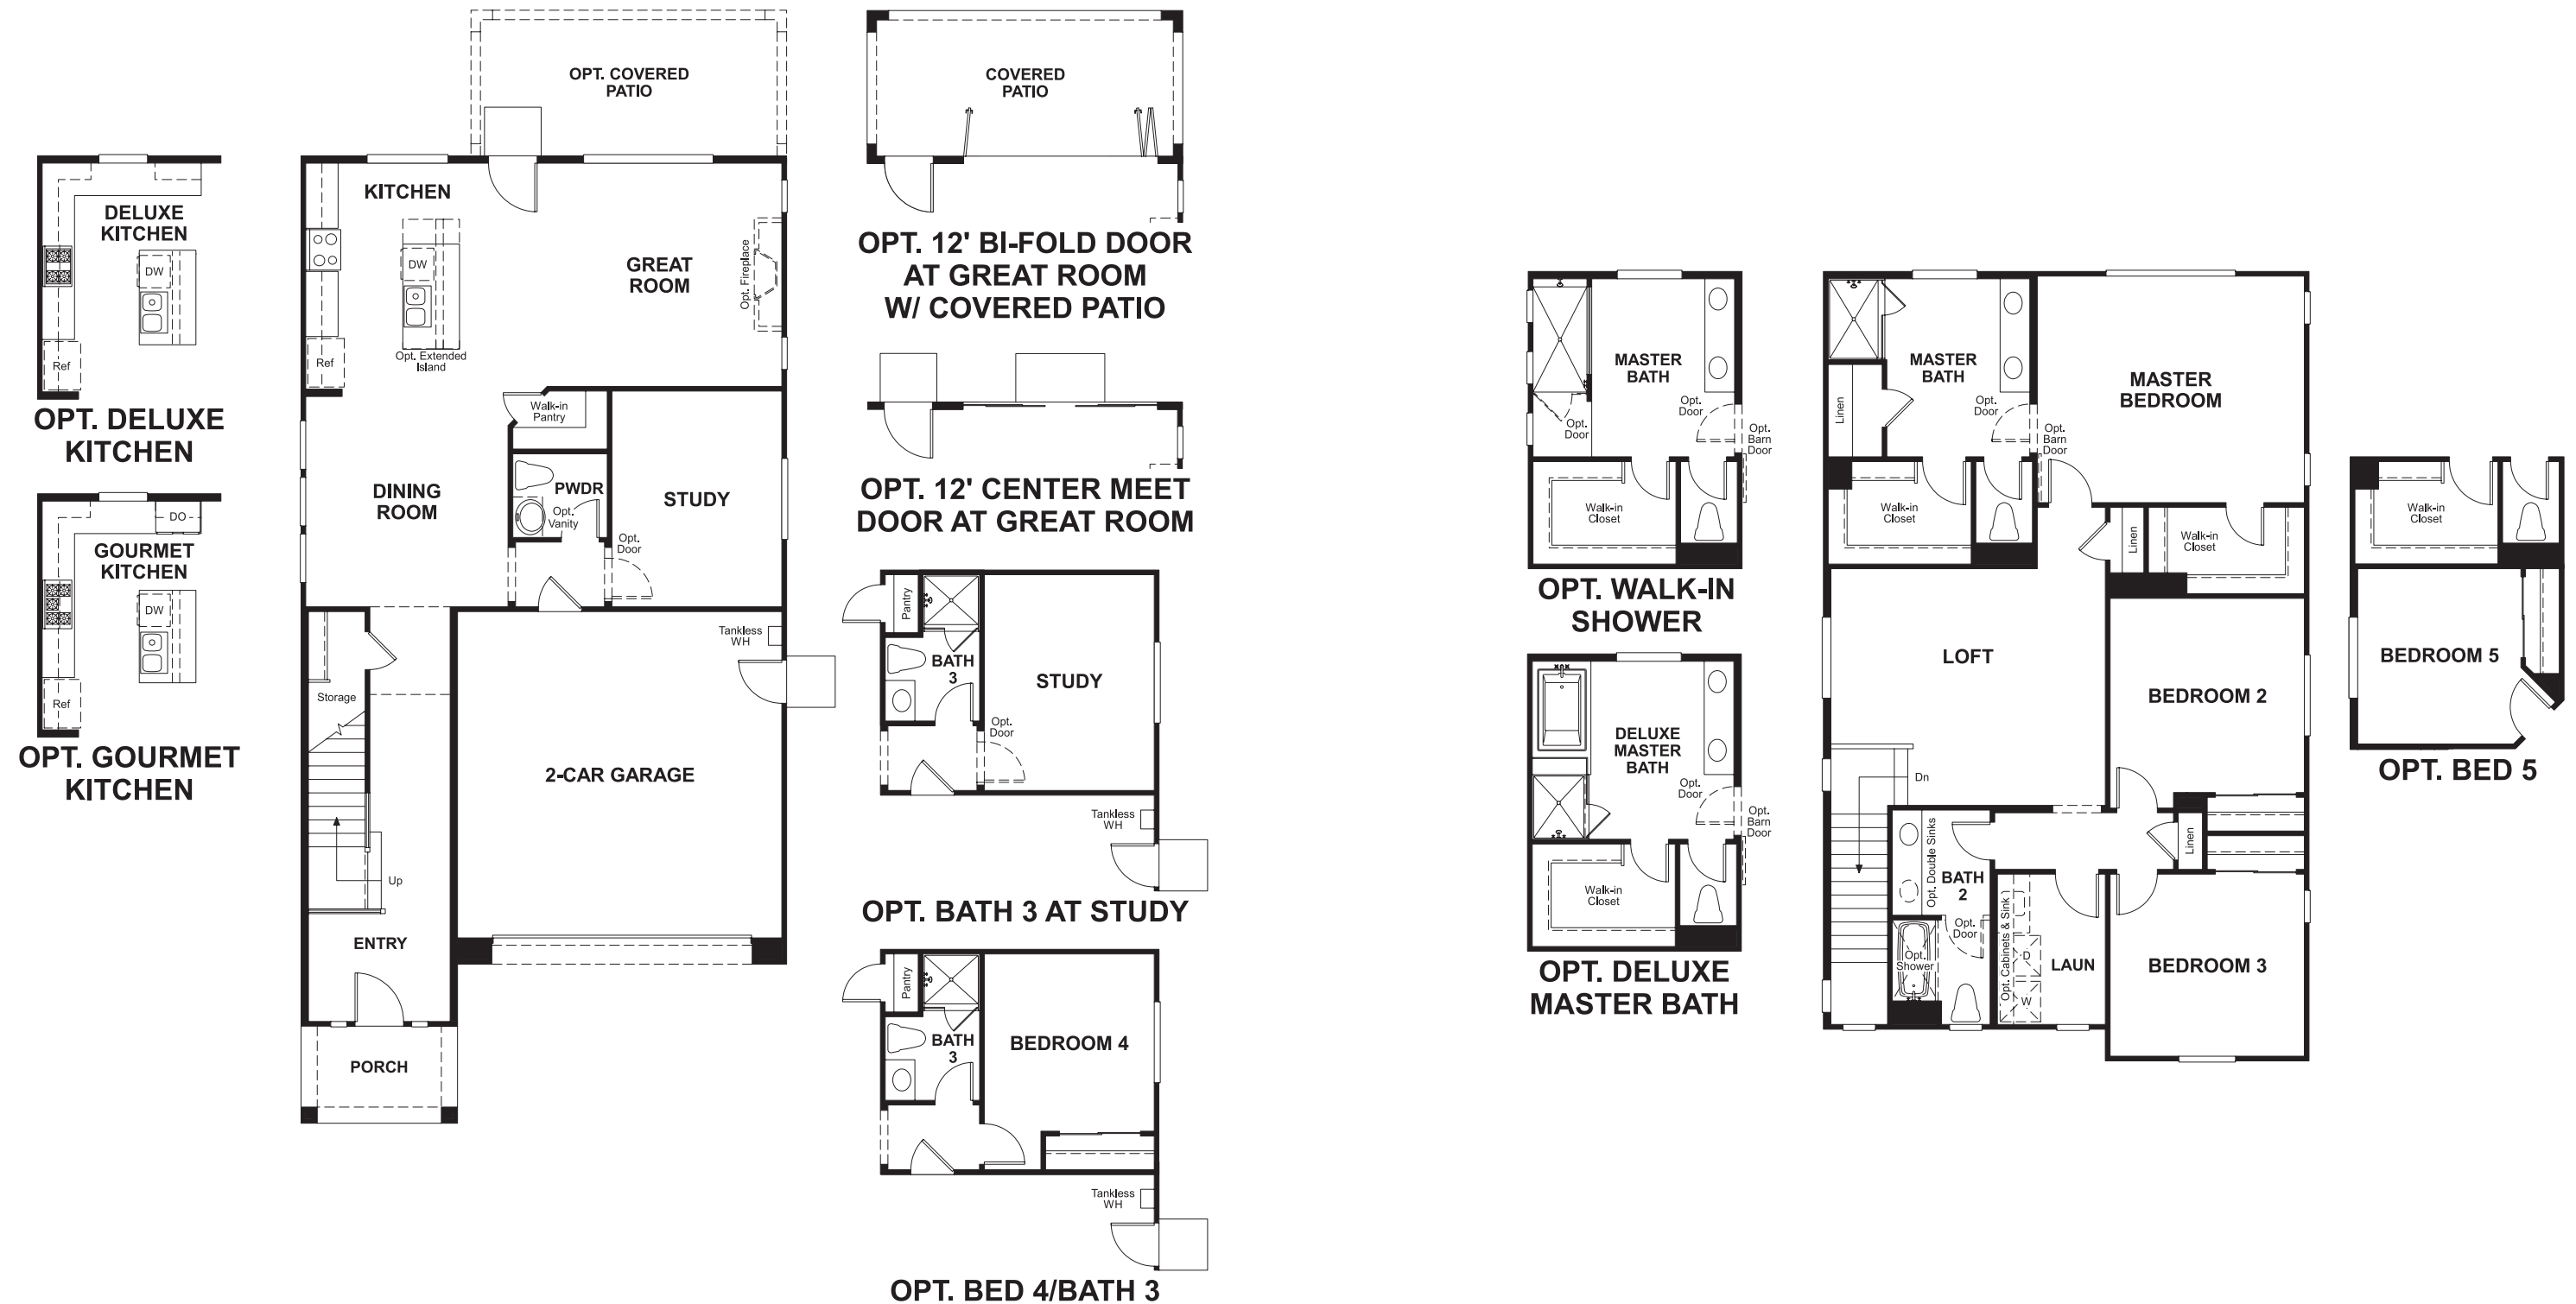 DELUXE
KITCHEN
DW
Ref
OPT. DELUXE
KITCHEN
DO
GOURMET
KITCHEN
DW
Ref
OPT. GOURMET
KITCHEN
OPT. COVERED
PATIO
KITCHEN
DW
GREAT
ROOM
Opt. Fireplace
Ref
Opt. Extended
Island
Walk-in
Pantry
DINING
ROOM
PWDR
Opt.
Vanity
STUDY
Opt.
Door
Tankless
WH
Storage
2-CAR GARAGE
Up
ENTRY
PORCH
COVERED
PATIO
OPT. 12' BI-FOLD DOOR
AT GREAT ROOM
W/ COVERED PATIO
OPT. 12' CENTER MEET
DOOR AT GREAT ROOM
Pantry
BATH
3
STUDY
Opt.
Door
Tankless
WH
OPT. BATH 3 AT STUDY
Pantry
BATH
3
BEDROOM 4
Tankless
WH
OPT. BED 4/BATH 3
MASTER
BATH
Opt.
Door
Opt.
Door
Opt.
Barn
Door
Walk-in
Closet
OPT. WALK-IN
SHOWER
DELUXE
MASTER
BATH
Opt.
Door
Opt.
Barn
Door
Walk-in
Closet
OPT. DELUXE
MASTER BATH
MASTER
BATH
Linen
Opt.
Door
Opt.
Barn
Door
MASTER
BEDROOM
Walk-in
Closet
Linen
Walk-in
Closet
LOFT
BEDROOM 2
Dn
Opt. Double Sinks
BATH
2
Linen
Opt.
Door
Opt.
Shower
Opt. Cabinets & Sink
D
W
LAUN
BEDROOM 3
Walk-in
Closet
BEDROOM 5
OPT. BED 5